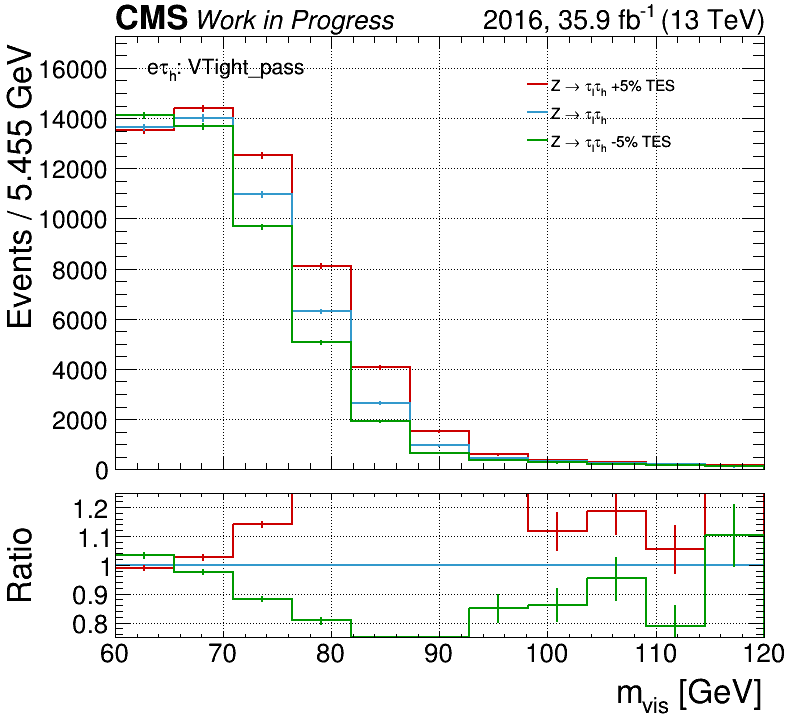 CMS Work in Progress 2016, 35.9 fb⁻¹ (13 TeV)
eτh: VTight_pass
Z → τlτh +5% TES
Z → τlτh
Z → τlτh -5% TES
Events / 5.455 GeV
16000
14000
12000
10000
8000
6000
4000
2000
0
Ratio
1.2
1.1
1
0.9
0.8
60 70 80 90 100 110 120
mvis [GeV]